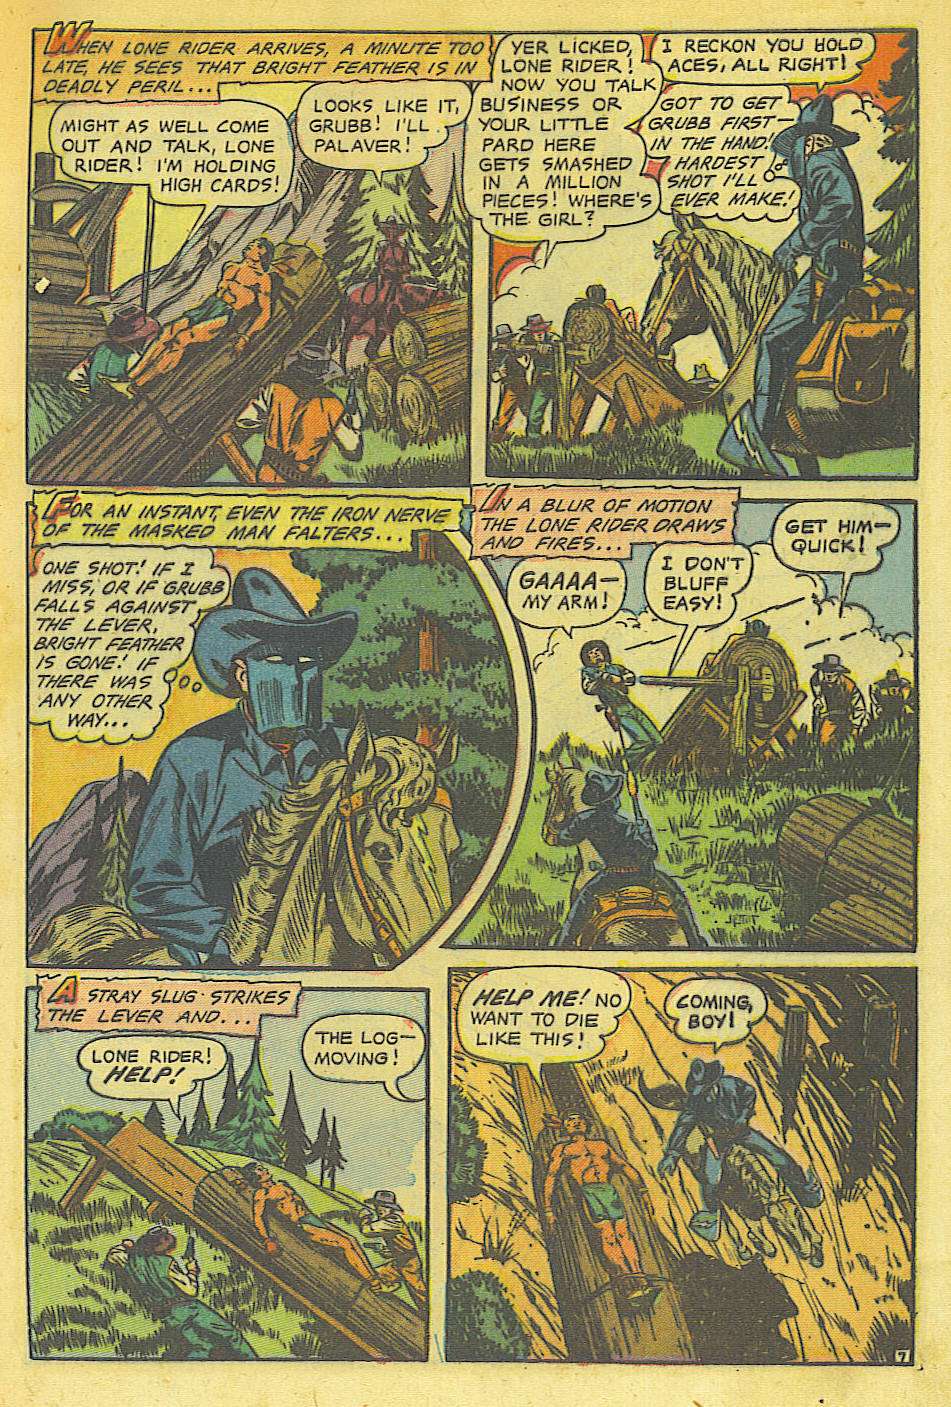 WHEN LONE RIDER ARRIVES, A MINUTE TOO
LATE, HE SEES THAT BRIGHT FEATHER IS IN
DEADLY PERIL...
MIGHT AS WELL COME
OUT AND TALK, LONE
RIDER! I'M HOLDING
HIGH CARDS!
LOOKS LIKE IT,
GRUBB! I'LL
PALAVER!
YER LICKED,
LONE RIDER!
NOW YOU TALK
BUSINESS OR
YOUR LITTLE
PARD HERE
GETS SMASHED
IN A MILLION
PIECES! WHERE'S
THE GIRL?
I RECKON YOU HOLD
ACES, ALL RIGHT!
GOT TO GET
GRUBB FIRST—
IN THE HAND!
HARDEST
SHOT I'LL
EVER MAKE!
FOR AN INSTANT, EVEN THE IRON NERVE
OF THE MASKED MAN FALTERS...
ONE SHOT! IF I
MISS, OR IF GRUBB
FALLS AGAINST
THE LEVER,
BRIGHT FEATHER
IS GONE! IF
THERE WAS
ANY OTHER
WAY...
IN A BLUR OF MOTION
THE LONE RIDER DRAWS
AND FIRES...
GAAAA—
MY ARM!
I DON'T
BLUFF
EASY!
GET HIM—
QUICK!
A STRAY SLUG STRIKES
THE LEVER AND...
LONE RIDER!
HELP!
THE LOG—
MOVING!
HELP ME! NO
WANT TO DIE
LIKE THIS!
COMING,
BOY!
7